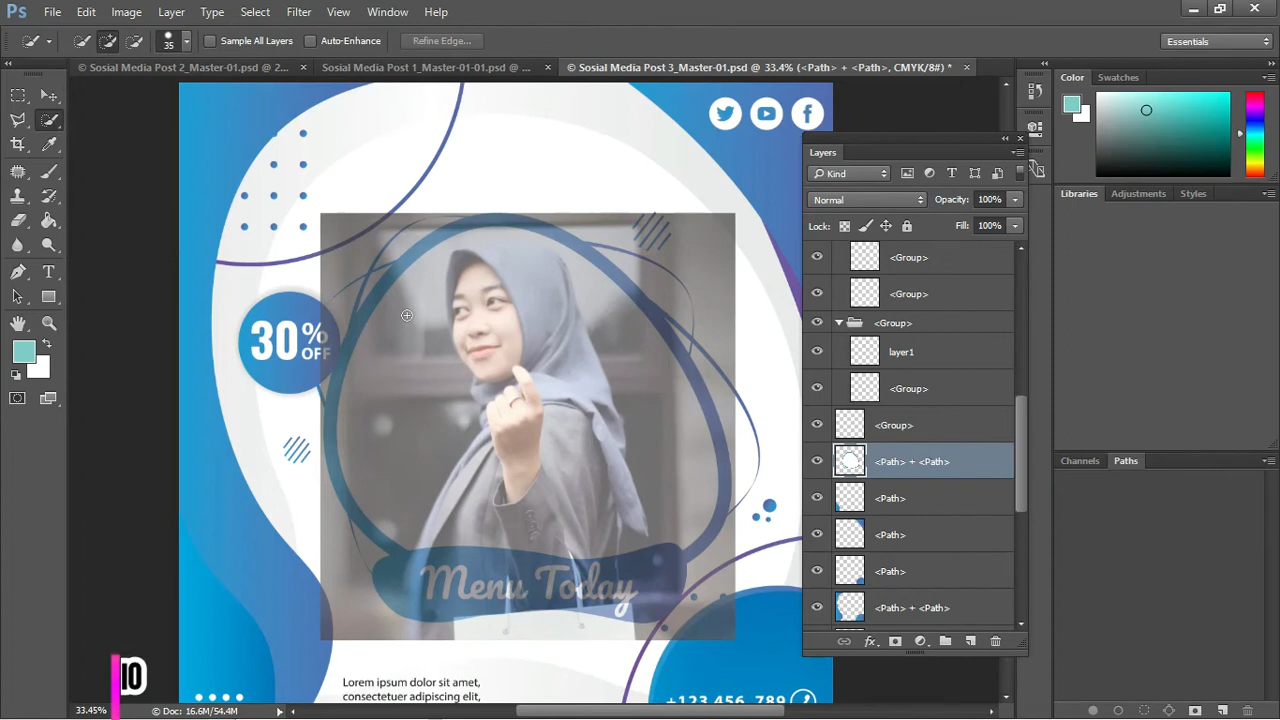 Ps File Edit Image Layer Type Select Filter View Window Help
35 Sample All Layers Auto-Enhance Refine Edge... Essentials
© Sosial Media Post 2_Master-01.psd @ 2... × Sosial Media Post 1_Master-01-01.psd @ ... × © Sosial Media Post 3_Master-01.psd @ 33.4% (<Path> + <Path>, CMYK/8#) * ×
Color Swatches
Layers
Kind
Normal Opacity: 100%
Lock: Fill: 100%
<Group>
<Group>
<Group>
layer1
<Group>
<Group>
<Path> + <Path>
<Path>
<Path>
<Path>
<Path> + <Path>
Libraries Adjustments Styles
Channels Paths
30%
OFF
Menu Today
Lorem ipsum dolor sit amet,
consectetuer adipiscing elit,
+123 456 789
33.45% Doc: 16.6M/54.4M